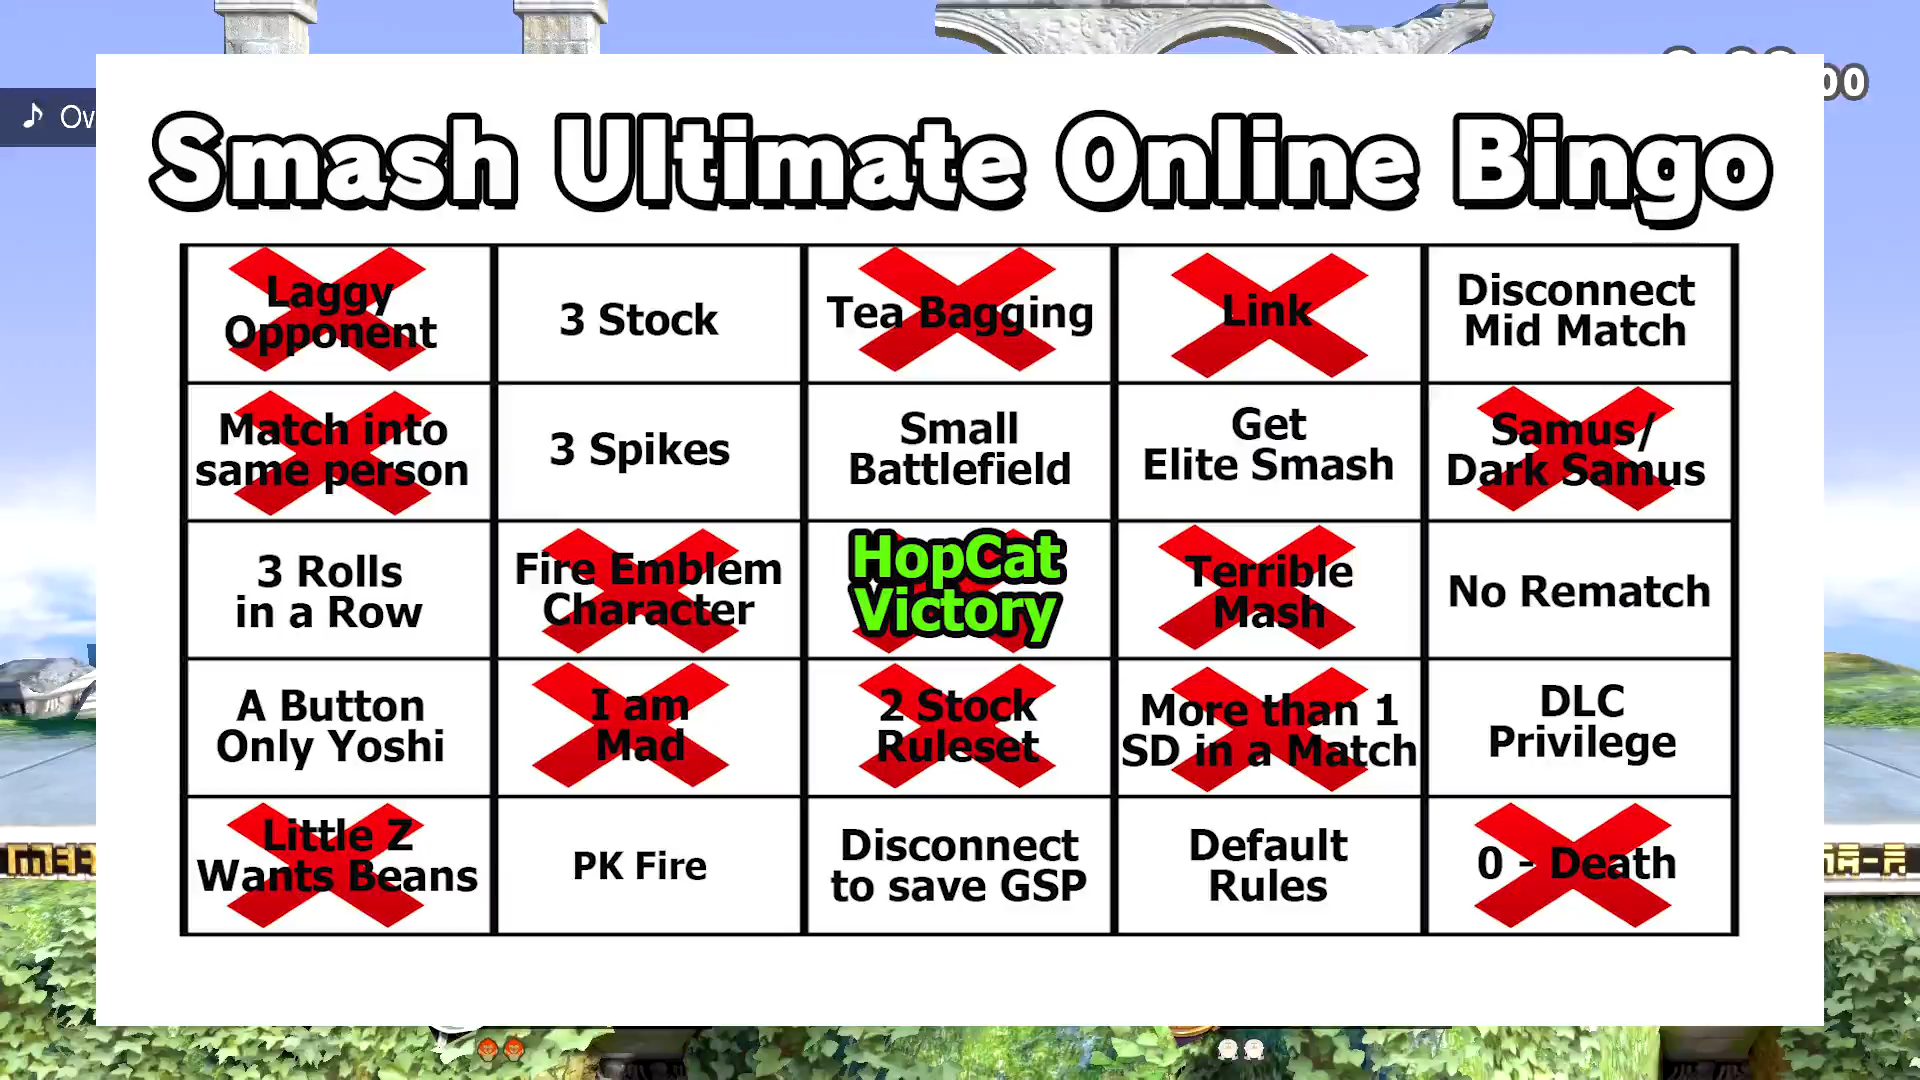 ♪ Ov
00
Smash Ultimate Online Bingo
Laggy
Opponent
3 Stock
Tea Bagging
Link
Disconnect
Mid Match
Match into
same person
3 Spikes
Small
Battlefield
Get
Elite Smash
Samus/
Dark Samus
3 Rolls
in a Row
Fire Emblem
Character
HopCat
Victory
Terrible
Mash
No Rematch
A Button
Only Yoshi
I am
Mad
2 Stock
Ruleset
More than 1
SD in a Match
DLC
Privilege
Little Z
Wants Beans
PK Fire
Disconnect
to save GSP
Default
Rules
0 - Death